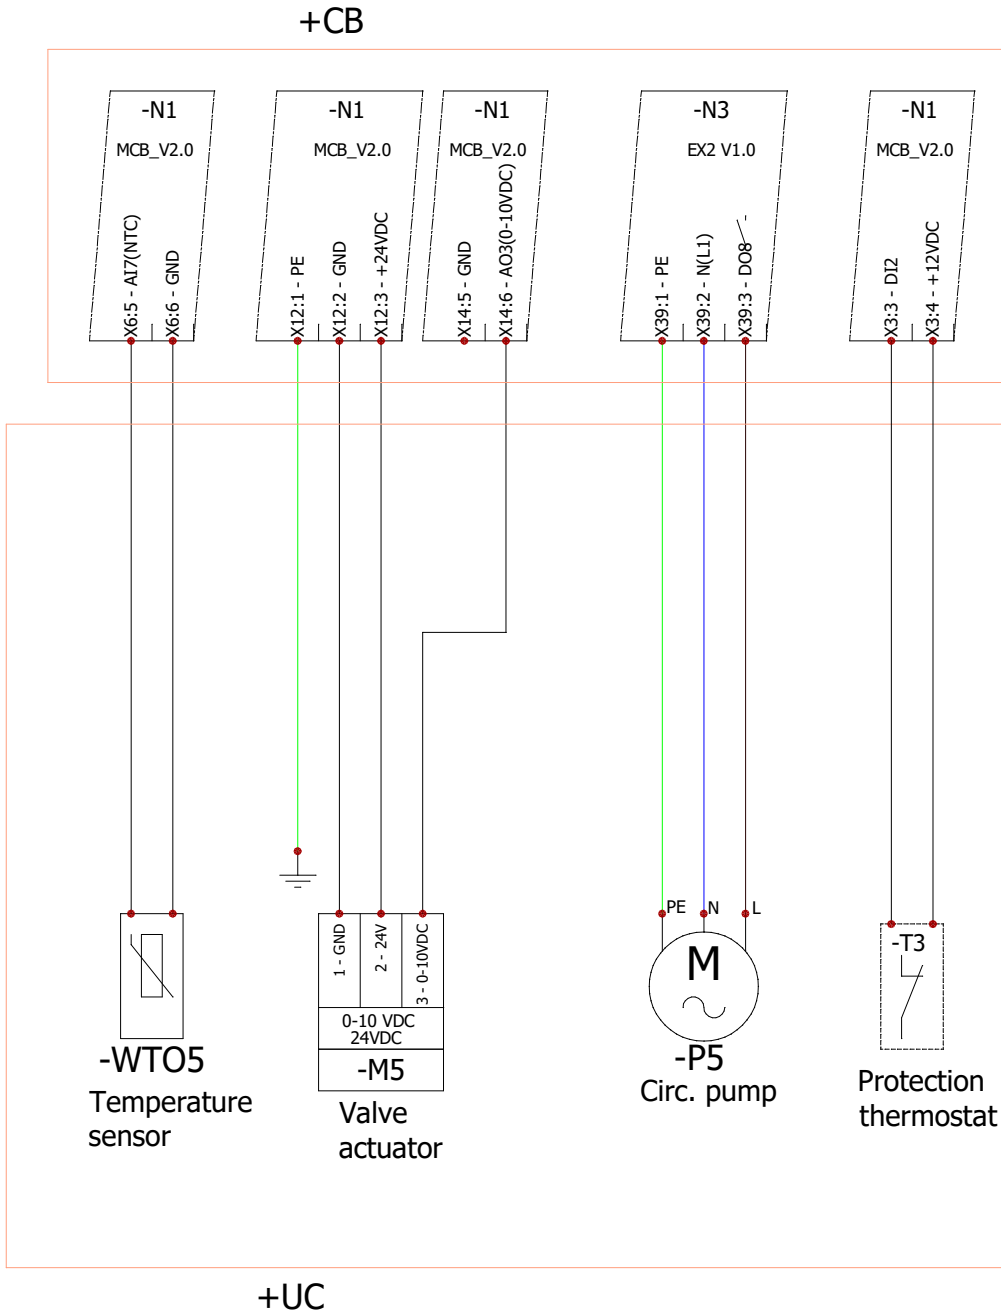 +CB
-N1
MCB_V2.0
X6:5 - AI7(NTC)
X6:6 - GND
-N1
MCB_V2.0
X12:1 - PE
X12:2 - GND
X12:3 - +24VDC
-N1
MCB_V2.0
X14:5 - GND
X14:6 - AO3(0-10VDC)
-N3
EX2 V1.0
X39:1 - PE
X39:2 - N(L1)
X39:3 - DO8
-N1
MCB_V2.0
X3:3 - DI2
X3:4 - +12VDC
-WTO5
Temperature
sensor
1 - GND
2 - 24V
3 - 0-10VDC
0-10 VDC
24VDC
-M5
Valve
actuator
PE
N
L
M
-P5
Circ. pump
-T3
Protection
thermostat
+UC